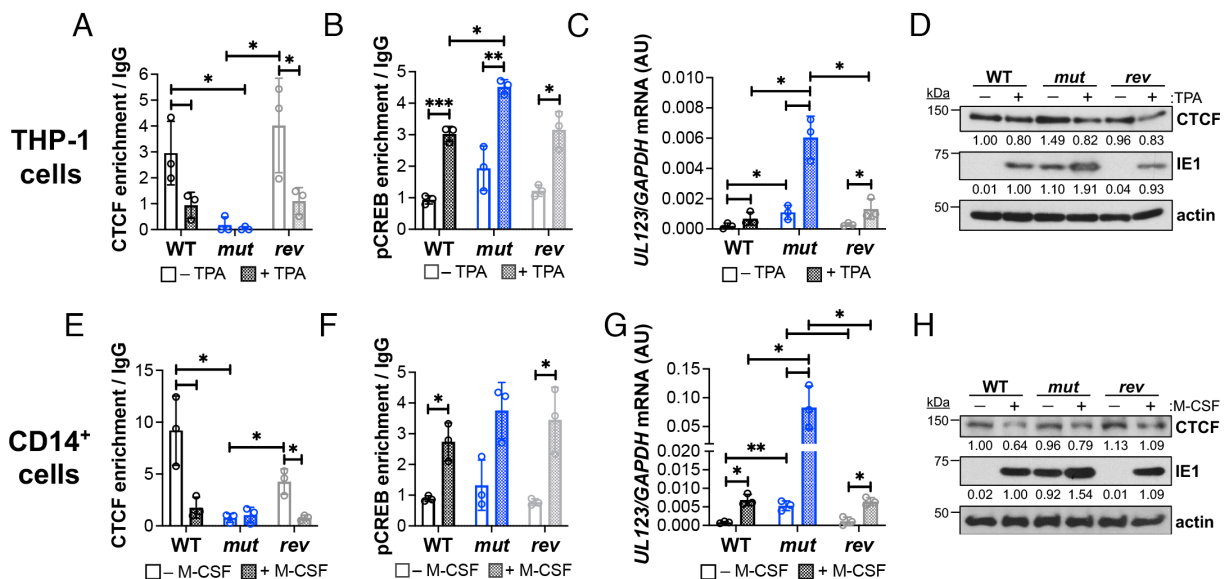 A
B
C
D
THP-1
cells
CTCF enrichment / IgG
6
5
4
3
2
1
0
*
*
*
WT
mut
rev
– TPA
+ TPA
pCREB enrichment / IgG
5
4
3
2
1
0
*
***
**
*
WT
mut
rev
– TPA
+ TPA
UL123/GAPDH mRNA (AU)
0.010
0.008
0.006
0.004
0.002
0.000
*
*
*
*
WT
mut
rev
– TPA
+ TPA
WT mut rev
kDa – + – + – + :TPA
150 CTCF
1.00 0.80 1.49 0.82 0.96 0.83
75 IE1
0.01 1.00 1.10 1.91 0.04 0.93
50 actin
E
F
G
H
CD14+
cells
CTCF enrichment / IgG
15
10
5
0
*
*
*
WT
mut
rev
– M-CSF
+ M-CSF
pCREB enrichment / IgG
5
4
3
2
1
0
*
*
WT
mut
rev
– M-CSF
+ M-CSF
UL123/GAPDH mRNA (AU)
0.15
0.10
0.05
0.020
0.015
0.010
0.005
0.000
*
*
*
**
*
*
WT
mut
rev
– M-CSF
+ M-CSF
WT mut rev
kDa – + – + – + :M-CSF
150 CTCF
1.00 0.64 0.96 0.79 1.13 1.09
75 IE1
0.02 1.00 0.92 1.54 0.01 1.09
50 actin